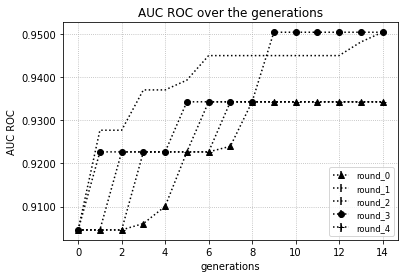 AUC ROC over the generations
0.9500
0.9400
0.9300
0.9200
0.9100
AUC ROC
0 2 4 6 8 10 12 14
generations
round_0
round_1
round_2
round_3
round_4